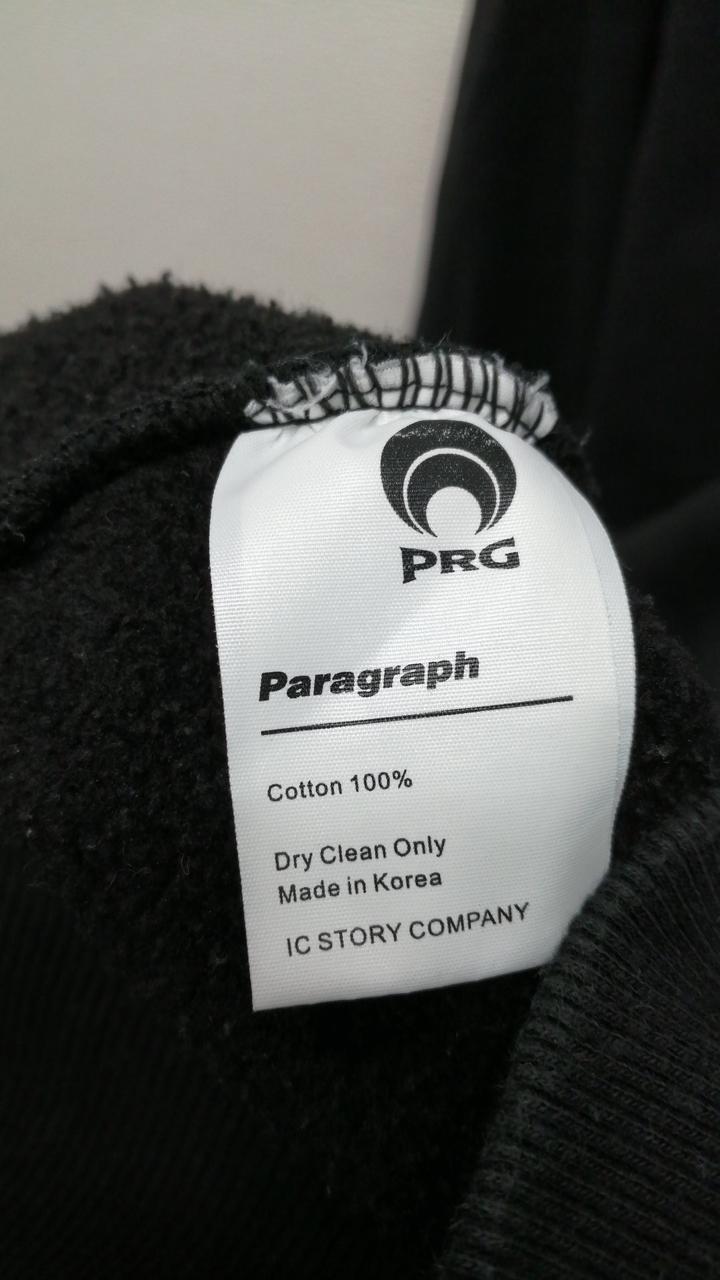 PRG
Paragraph
Cotton 100%
Dry Clean Only
Made in Korea
IC STORY COMPANY